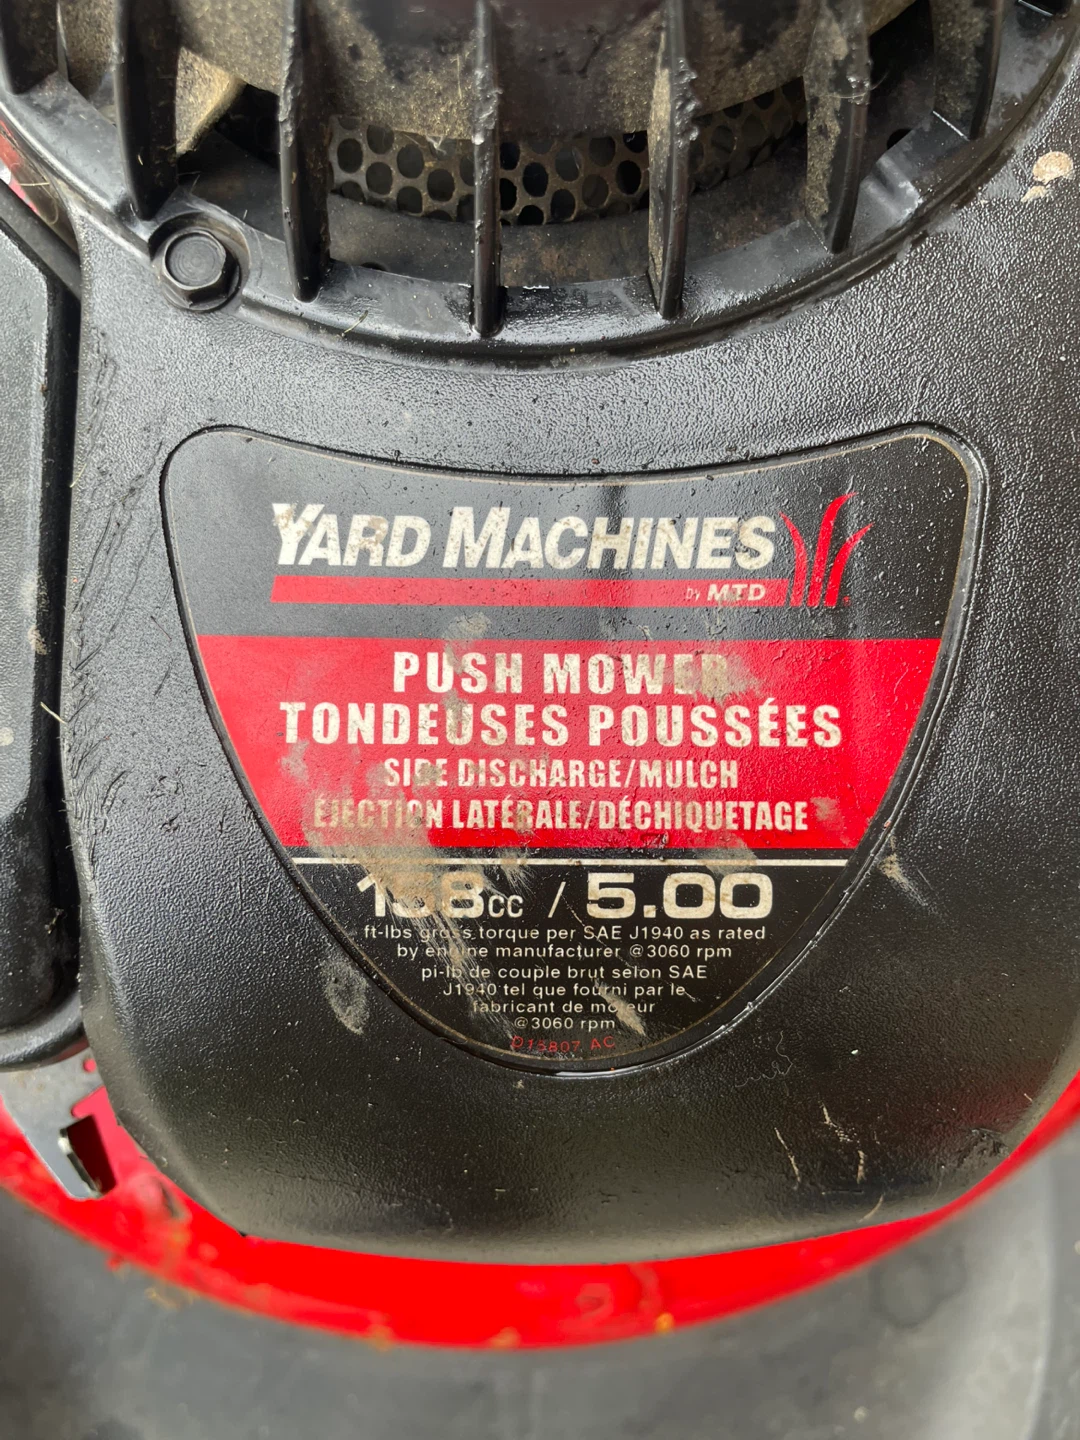 YARD MACHINES
by MTD
PUSH MOWER
TONDEUSES POUSSÉES
SIDE DISCHARGE/MULCH
ÉJECTION LATÉRALE/DÉCHIQUETAGE
158cc / 5.00
ft-lbs gross torque per SAE J1940 as rated
by engine manufacturer @3060 rpm
pi-lb de couple brut selon SAE
J1940 tel que fourni par le
fabricant de moteur
@3060 rpm
AC